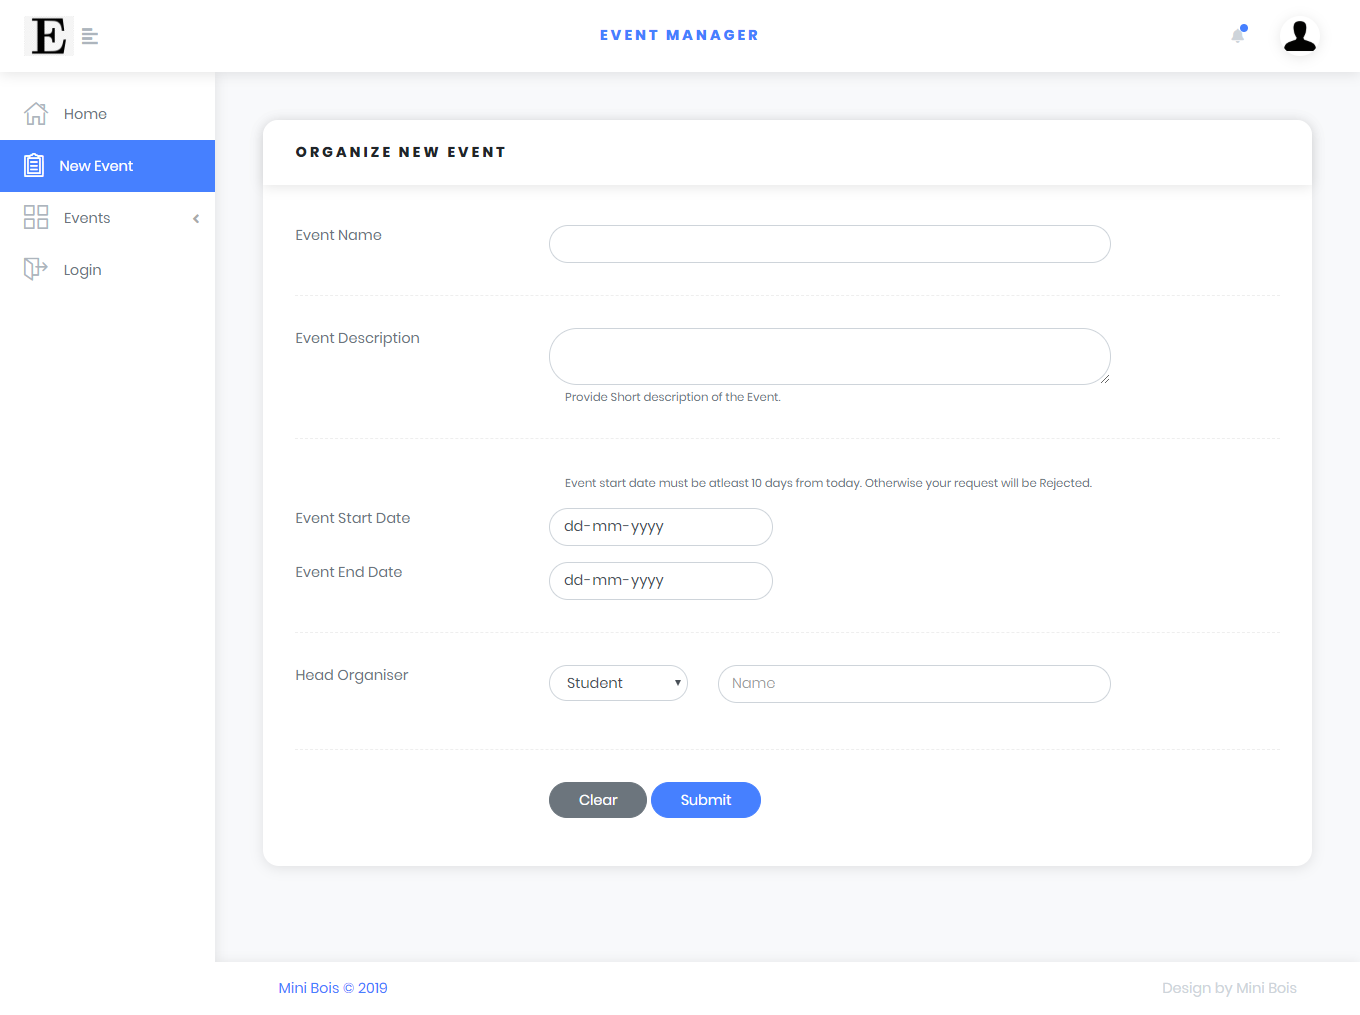 E
EVENT MANAGER
Home
New Event
Events
Login
ORGANIZE NEW EVENT
Event Name
Event Description
Provide Short description of the Event.
Event start date must be atleast 10 days from today. Otherwise your request will be Rejected.
Event Start Date
dd-mm-yyyy
Event End Date
dd-mm-yyyy
Head Organiser
Student
Name
Clear
Submit
Mini Bois © 2019
Design by Mini Bois